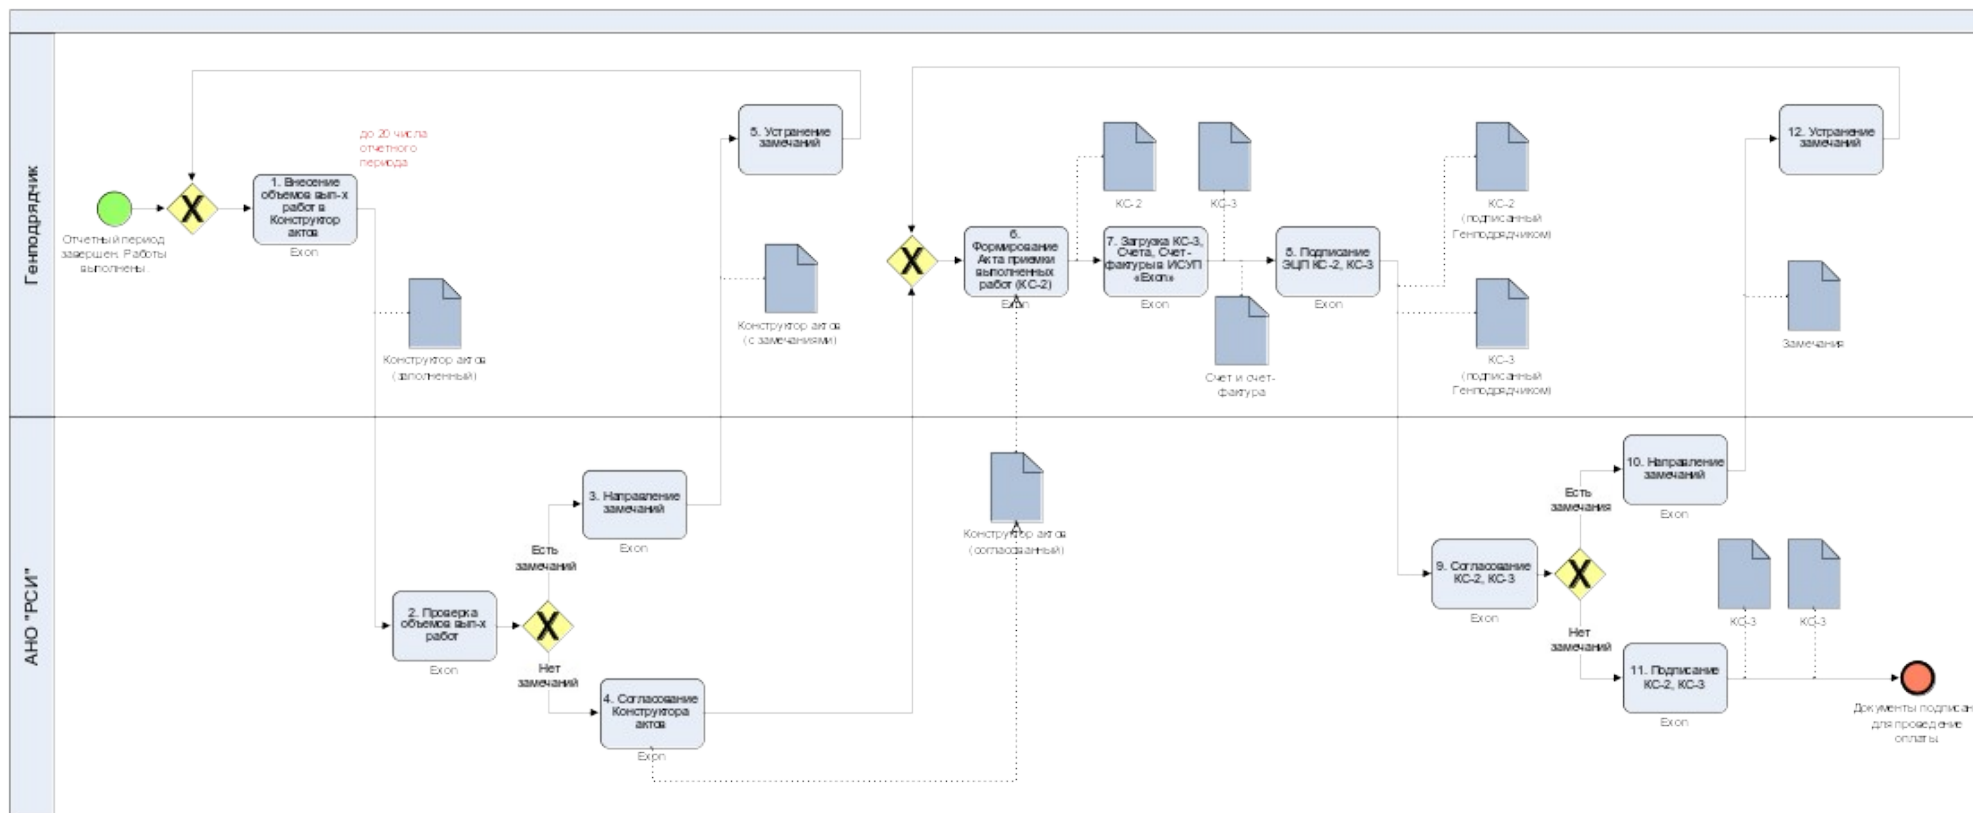 Генподрядчик
Отчетный период
завершен. Работы
выполнены.
1. Внесение
объемов вып-х
работ в
Конструктор
актов
Exon
до 20 числа
отчетного
периода
Конструктор актов
(заполненный)
5. Устранение
замечаний
Конструктор актов
(с замечаниями)
6.
Формирование
Акта приемки
выполненных
работ (КС-2)
Exon
КС-2
КС-3
7. Загрузка КС-3,
Счета, Счет-
фактуры в ИСУП
«Exon»
Exon
Счет и счет-
фактура
8. Подписание
ЭЦП КС-2, КС-3
Exon
КС-2
(подписанный
Генподрядчиком)
КС-3
(подписанный
Генподрядчиком)
12. Устранение
замечаний
Замечания
АНО "РСИ"
2. Проверка
объемов вып-х
работ
Exon
Есть
замечаний
Нет
замечаний
3. Направление
замечаний
Exon
4. Согласование
Конструктора
актов
Exon
Конструктор актов
(согласованный)
9. Согласование
КС-2, КС-3
Exon
Есть
замечания
Нет
замечаний
10. Направление
замечаний
Exon
11. Подписание
КС-2, КС-3
Exon
КС-3
КС-3
Документы подписан
для проведение
оплаты.